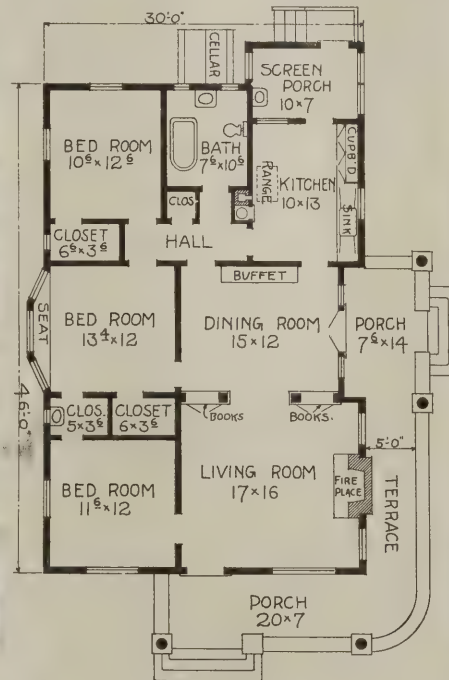 30'-0"
CELLAR
SCREEN
PORCH
10×7
BED ROOM
10⁶×12⁶
BATH
7⁶×10⁶
CUPB'D
RANGE
KITCHEN
10×13
SINK
CLOS.
CLOSET
6⁶×3⁶
HALL
BUFFET
SEAT
BED ROOM
13⁴×12
DINING ROOM
15×12
PORCH
7⁶×14
46'-0"
CLOS.
5×3⁶
CLOSET
6×3⁶
BOOKS
BOOKS.
5'-0"
BED ROOM
11⁶×12
LIVING ROOM
17×16
FIRE
PLACE
TERRACE
PORCH
20×7